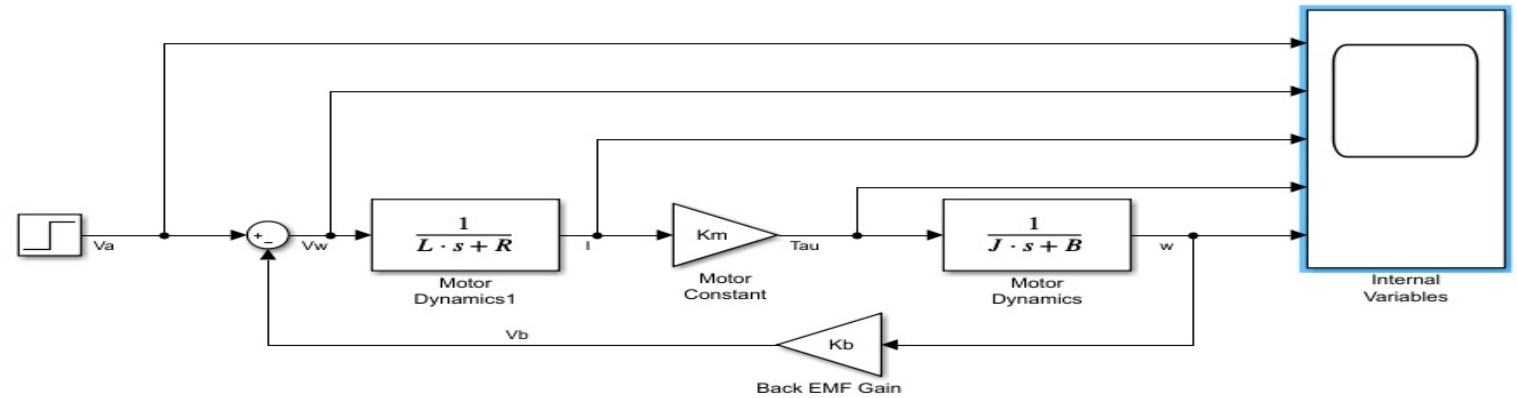 +
−
Va
Vw
1
L · s + R
Motor
Dynamics1
I
Km
Motor
Constant
Tau
1
J · s + B
Motor
Dynamics
w
Internal
Variables
Vb
Kb
Back EMF Gain